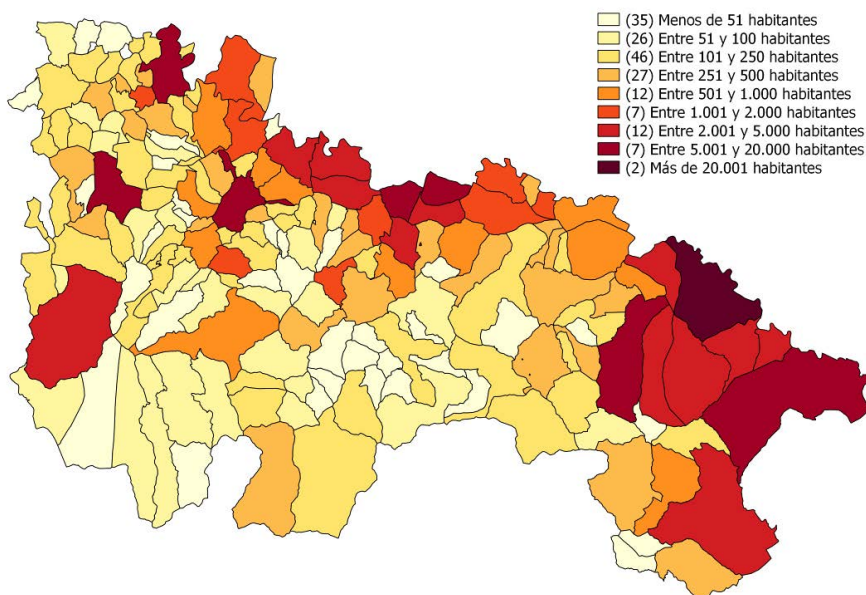 (35) Menos de 51 habitantes
(26) Entre 51 y 100 habitantes
(46) Entre 101 y 250 habitantes
(27) Entre 251 y 500 habitantes
(12) Entre 501 y 1.000 habitantes
(7) Entre 1.001 y 2.000 habitantes
(12) Entre 2.001 y 5.000 habitantes
(7) Entre 5.001 y 20.000 habitantes
(2) Más de 20.001 habitantes